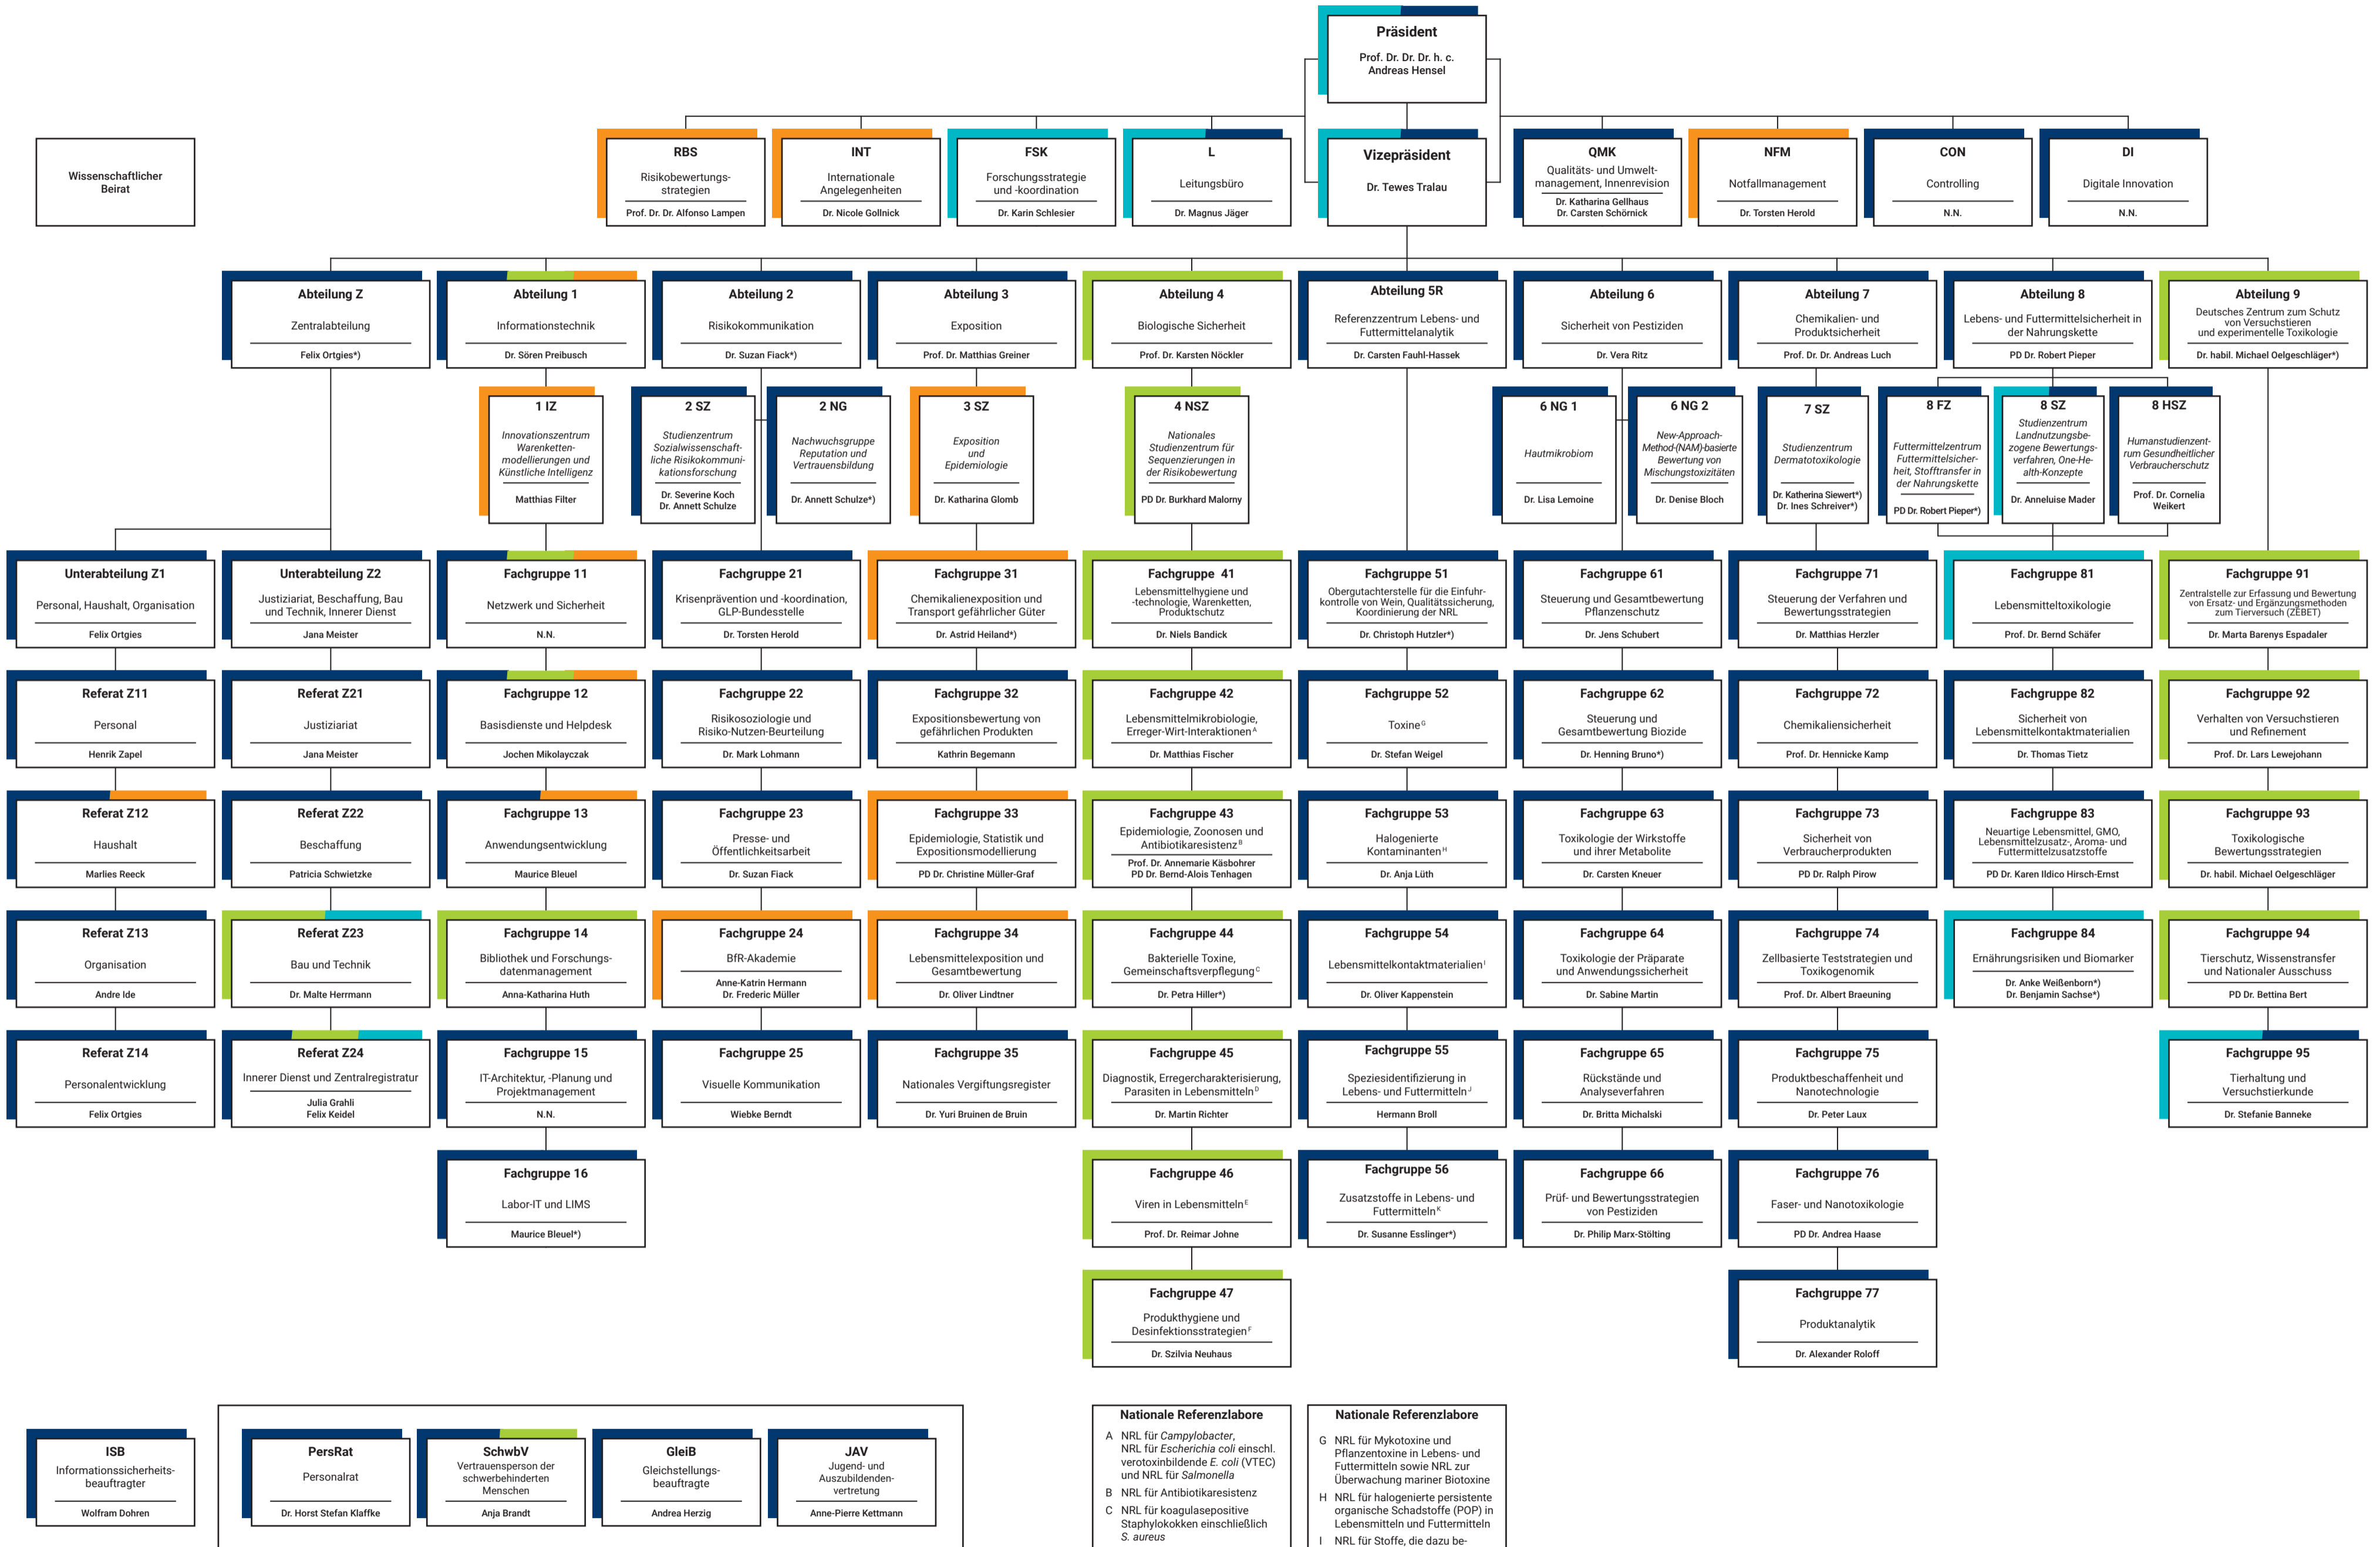 Präsident
Prof. Dr. Dr. Dr. h. c.
Andreas Hensel
Wissenschaftlicher
Beirat
RBS
Risikobewertungs-
strategien
Prof. Dr. Dr. Alfonso Lampen
INT
Internationale
Angelegenheiten
Dr. Nicole Gollnick
FSK
Forschungsstrategie
und -koordination
Dr. Karin Schlesier
L
Leitungsbüro
Dr. Magnus Jäger
Vizepräsident
Dr. Tewes Tralau
QMK
Qualitäts- und Umwelt-
management, Innenrevision
Dr. Katharina Gellhaus
Dr. Carsten Schörnick
NFM
Notfallmanagement
Dr. Torsten Herold
CON
Controlling
N.N.
DI
Digitale Innovation
N.N.
Abteilung Z
Zentralabteilung
Felix Ortgies*)
Abteilung 1
Informationstechnik
Dr. Sören Preibusch
Abteilung 2
Risikokommunikation
Dr. Suzan Fiack*)
Abteilung 3
Exposition
Prof. Dr. Matthias Greiner
Abteilung 4
Biologische Sicherheit
Prof. Dr. Karsten Nöckler
Abteilung 5R
Referenzzentrum Lebens- und
Futtermittelanalytik
Dr. Carsten Fauhl-Hassek
Abteilung 6
Sicherheit von Pestiziden
Dr. Vera Ritz
Abteilung 7
Chemikalien- und
Produktsicherheit
Prof. Dr. Dr. Andreas Luch
Abteilung 8
Lebens- und Futtermittelsicherheit in
der Nahrungskette
PD Dr. Robert Pieper
Abteilung 9
Deutsches Zentrum zum Schutz
von Versuchstieren
und experimentelle Toxikologie
Dr. habil. Michael Oelgeschläger*)
1 IZ
Innovationszentrum
Warenketten-
modellierungen und
Künstliche Intelligenz
Matthias Filter
2 SZ
Studienzentrum
Sozialwissenschaft-
liche Risikokommuni-
kationsforschung
Dr. Severine Koch
Dr. Annett Schulze
2 NG
Nachwuchsgruppe
Reputation und
Vertrauensbildung
Dr. Annett Schulze*)
3 SZ
Exposition
und
Epidemiologie
Dr. Katharina Glomb
4 NSZ
Nationales
Studienzentrum für
Sequenzierungen in
der Risikobewertung
PD Dr. Burkhard Malorny
6 NG 1
Hautmikrobiom
Dr. Lisa Lemoine
6 NG 2
New-Approach-
Method-(NAM)-basierte
Bewertung von
Mischungstoxizitäten
Dr. Denise Bloch
7 SZ
Studienzentrum
Dermatotoxikologie
Dr. Katherina Siewert*)
Dr. Ines Schreiver*)
8 FZ
Futtermittelzentrum
Futtermittelsicher-
heit, Stofftransfer in
der Nahrungskette
PD Dr. Robert Pieper*)
8 SZ
Studienzentrum
Landnutzungsbe-
zogene Bewertungs-
verfahren, One-He-
alth-Konzepte
Dr. Anneluise Mader
8 HSZ
Humanstudienzent-
rum Gesundheitlicher
Verbraucherschutz
Prof. Dr. Cornelia
Weikert
Unterabteilung Z1
Personal, Haushalt, Organisation
Felix Ortgies
Unterabteilung Z2
Justiziariat, Beschaffung, Bau
und Technik, Innerer Dienst
Jana Meister
Fachgruppe 11
Netzwerk und Sicherheit
N.N.
Fachgruppe 21
Krisenprävention und -koordination,
GLP-Bundesstelle
Dr. Torsten Herold
Fachgruppe 31
Chemikalienexposition und
Transport gefährlicher Güter
Dr. Astrid Heiland*)
Fachgruppe 41
Lebensmittelhygiene und
-technologie, Warenketten,
Produktschutz
Dr. Niels Bandick
Fachgruppe 51
Obergutachterstelle für die Einfuhr-
kontrolle von Wein, Qualitätssicherung,
Koordinierung der NRL
Dr. Christoph Hutzler*)
Fachgruppe 61
Steuerung und Gesamtbewertung
Pflanzenschutz
Dr. Jens Schubert
Fachgruppe 71
Steuerung der Verfahren und
Bewertungsstrategien
Dr. Matthias Herzler
Fachgruppe 81
Lebensmitteltoxikologie
Prof. Dr. Bernd Schäfer
Fachgruppe 91
Zentralstelle zur Erfassung und Bewertung
von Ersatz- und Ergänzungsmethoden
zum Tierversuch (ZEBET)
Dr. Marta Barenys Espadaler
Referat Z11
Personal
Henrik Zapel
Referat Z21
Justiziariat
Jana Meister
Fachgruppe 12
Basisdienste und Helpdesk
Jochen Mikolayczak
Fachgruppe 22
Risikosoziologie und
Risiko-Nutzen-Beurteilung
Dr. Mark Lohmann
Fachgruppe 32
Expositionsbewertung von
gefährlichen Produkten
Kathrin Begemann
Fachgruppe 42
Lebensmittelmikrobiologie,
Erreger-Wirt-Interaktionen A
Dr. Matthias Fischer
Fachgruppe 52
Toxine G
Dr. Stefan Weigel
Fachgruppe 62
Steuerung und
Gesamtbewertung Biozide
Dr. Henning Bruno*)
Fachgruppe 72
Chemikaliensicherheit
Prof. Dr. Hennicke Kamp
Fachgruppe 82
Sicherheit von
Lebensmittelkontaktmaterialien
Dr. Thomas Tietz
Fachgruppe 92
Verhalten von Versuchstieren
und Refinement
Prof. Dr. Lars Lewejohann
Referat Z12
Haushalt
Marlies Reeck
Referat Z22
Beschaffung
Patricia Schwietzke
Fachgruppe 13
Anwendungsentwicklung
Maurice Bleuel
Fachgruppe 23
Presse- und
Öffentlichkeitsarbeit
Dr. Suzan Fiack
Fachgruppe 33
Epidemiologie, Statistik und
Expositionsmodellierung
PD Dr. Christine Müller-Graf
Fachgruppe 43
Epidemiologie, Zoonosen und
Antibiotikaresistenz B
Prof. Dr. Annemarie Käsbohrer
PD Dr. Bernd-Alois Tenhagen
Fachgruppe 53
Halogenierte
Kontaminanten H
Dr. Anja Lüth
Fachgruppe 63
Toxikologie der Wirkstoffe
und ihrer Metabolite
Dr. Carsten Kneuer
Fachgruppe 73
Sicherheit von
Verbraucherprodukten
PD Dr. Ralph Pirow
Fachgruppe 83
Neuartige Lebensmittel, GMO,
Lebensmittelzusatz-, Aroma- und
Futtermittelzusatzstoffe
PD Dr. Karen Ildico Hirsch-Ernst
Fachgruppe 93
Toxikologische
Bewertungsstrategien
Dr. habil. Michael Oelgeschläger
Referat Z13
Organisation
Andre Ide
Referat Z23
Bau und Technik
Dr. Malte Herrmann
Fachgruppe 14
Bibliothek und Forschungs-
datenmanagement
Anna-Katharina Huth
Fachgruppe 24
BfR-Akademie
Anne-Katrin Hermann
Dr. Frederic Müller
Fachgruppe 34
Lebensmittelexposition und
Gesamtbewertung
Dr. Oliver Lindtner
Fachgruppe 44
Bakterielle Toxine,
Gemeinschaftsverpflegung C
Dr. Petra Hiller*)
Fachgruppe 54
Lebensmittelkontaktmaterialien I
Dr. Oliver Kappenstein
Fachgruppe 64
Toxikologie der Präparate
und Anwendungssicherheit
Dr. Sabine Martin
Fachgruppe 74
Zellbasierte Teststrategien und
Toxikogenomik
Prof. Dr. Albert Braeuning
Fachgruppe 84
Ernährungsrisiken und Biomarker
Dr. Anke Weißenborn*)
Dr. Benjamin Sachse*)
Fachgruppe 94
Tierschutz, Wissenstransfer
und Nationaler Ausschuss
PD Dr. Bettina Bert
Referat Z14
Personalentwicklung
Felix Ortgies
Referat Z24
Innerer Dienst und Zentralregistratur
Julia Grahli
Felix Keidel
Fachgruppe 15
IT-Architektur, -Planung und
Projektmanagement
N.N.
Fachgruppe 25
Visuelle Kommunikation
Wiebke Berndt
Fachgruppe 35
Nationales Vergiftungsregister
Dr. Yuri Bruinen de Bruin
Fachgruppe 45
Diagnostik, Erregercharakterisierung,
Parasiten in Lebensmitteln D
Dr. Martin Richter
Fachgruppe 55
Speziesidentifizierung in
Lebens- und Futtermitteln J
Hermann Broll
Fachgruppe 65
Rückstände und
Analyseverfahren
Dr. Britta Michalski
Fachgruppe 75
Produktbeschaffenheit und
Nanotechnologie
Dr. Peter Laux
Fachgruppe 95
Tierhaltung und
Versuchstierkunde
Dr. Stefanie Banneke
Fachgruppe 16
Labor-IT und LIMS
Maurice Bleuel*)
Fachgruppe 46
Viren in Lebensmitteln E
Prof. Dr. Reimar Johne
Fachgruppe 56
Zusatzstoffe in Lebens- und
Futtermitteln K
Dr. Susanne Esslinger*)
Fachgruppe 66
Prüf- und Bewertungsstrategien
von Pestiziden
Dr. Philip Marx-Stölting
Fachgruppe 76
Faser- und Nanotoxikologie
PD Dr. Andrea Haase
Fachgruppe 47
Produkthygiene und
Desinfektionsstrategien F
Dr. Szilvia Neuhaus
Fachgruppe 77
Produktanalytik
Dr. Alexander Roloff
ISB
Informationssicherheits-
beauftragter
Wolfram Dohren
PersRat
Personalrat
Dr. Horst Stefan Klaffke
SchwbV
Vertrauensperson der
schwerbehinderten
Menschen
Anja Brandt
GleiB
Gleichstellungs-
beauftragte
Andrea Herzig
JAV
Jugend- und
Auszubildenden-
vertretung
Anne-Pierre Kettmann
Nationale Referenzlabore
A NRL für Campylobacter,
NRL für Escherichia coli einschl.
verotoxinbildende E. coli (VTEC)
und NRL für Salmonella
B NRL für Antibiotikaresistenz
C NRL für koagulasepositive
Staphylokokken einschließlich
S. aureus
Nationale Referenzlabore
G NRL für Mykotoxine und
Pflanzentoxine in Lebens- und
Futtermitteln sowie NRL zur
Überwachung mariner Biotoxine
H NRL für halogenierte persistente
organische Schadstoffe (POP) in
Lebensmitteln und Futtermitteln
I NRL für Stoffe, die dazu be-